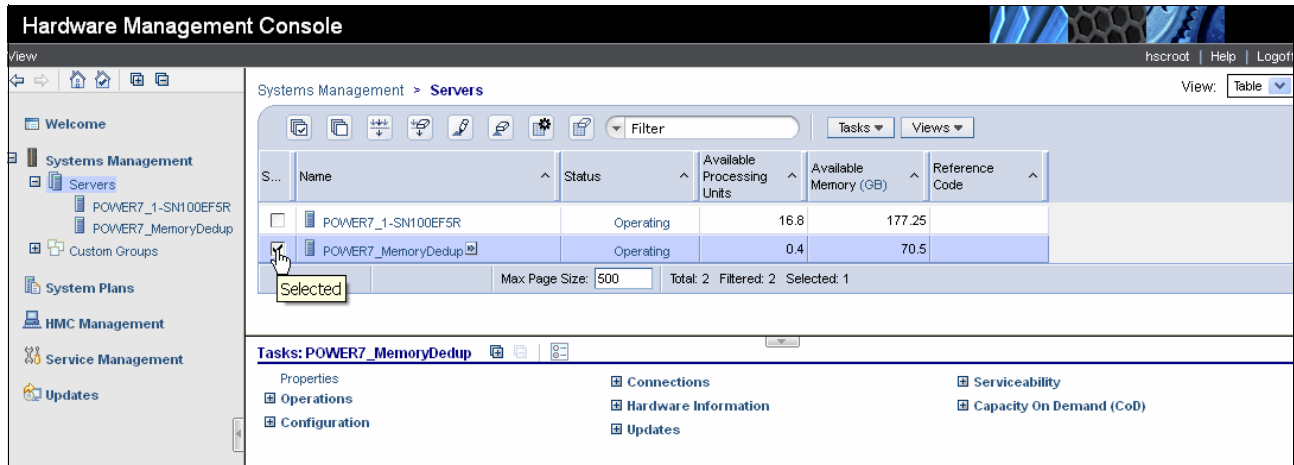 Hardware Management Console
View
hscroot | Help | Logoff
Systems Management > Servers
View: Table
Welcome
Systems Management
Servers
POWER7_1-SN100EF5R
POWER7_MemoryDedup
Custom Groups
System Plans
HMC Management
Service Management
Updates
Filter
Tasks
Views
S... Name Status Available Processing Units Available Memory (GB) Reference Code
POWER7_1-SN100EF5R Operating 16.8 177.25
POWER7_MemoryDedup Operating 0.4 70.5
Selected
Max Page Size: 500 Total: 2 Filtered: 2 Selected: 1
Tasks: POWER7_MemoryDedup
Properties
Operations
Configuration
Connections
Hardware Information
Updates
Serviceability
Capacity On Demand (CoD)